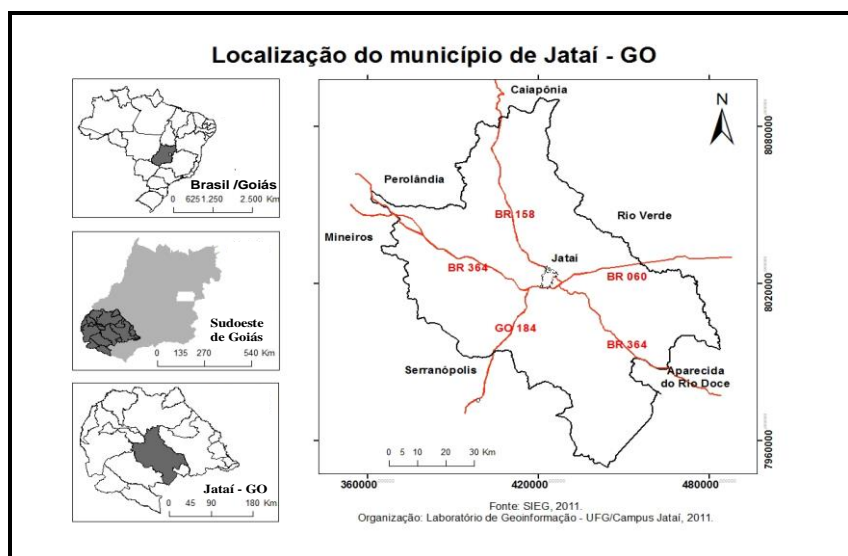 Localização do município de Jataí - GO
Brasil /Goiás
0 625 1.250 2.500 Km
Sudoeste
de Goiás
0 135 270 540 Km
Jataí - GO
0 45 90 180 Km
Caiapônia
N
Perolândia
Rio Verde
BR 158
Mineiros
Jataí
BR 364
BR 060
GO 184
BR 364
Serranópolis
Aparecida
do Rio Doce
0 5 10 20 30 Km
8080000
8020000
7960000
360000 420000 480000
Fonte: SIEG, 2011.
Organização: Laboratório de Geoinformação - UFG/Campus Jataí, 2011.